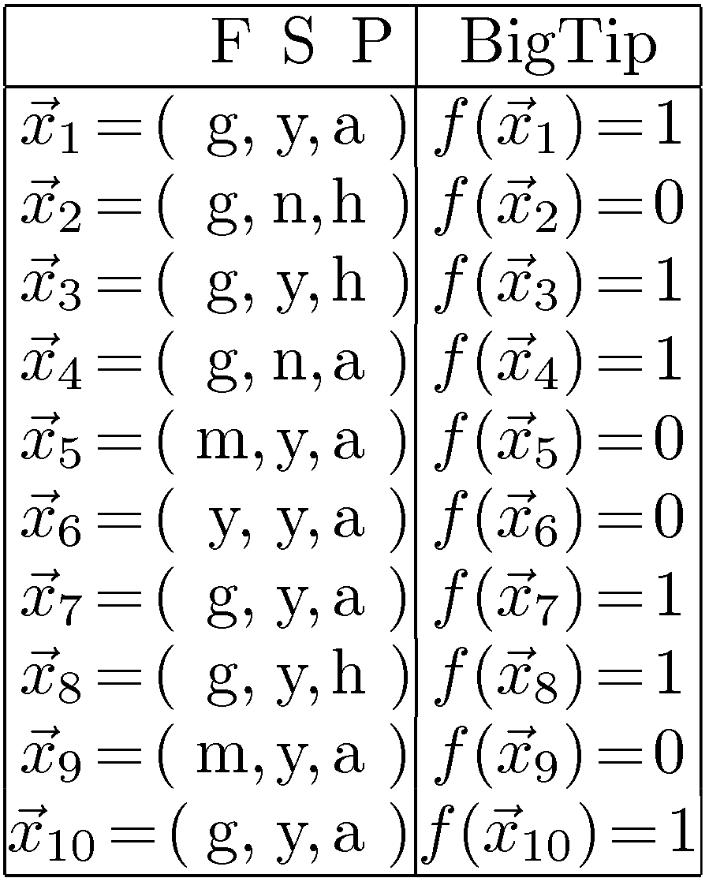 F S P BigTip
x⃗₁=( g, y, a ) f(x⃗₁)=1
x⃗₂=( g, n, h ) f(x⃗₂)=0
x⃗₃=( g, y, h ) f(x⃗₃)=1
x⃗₄=( g, n, a ) f(x⃗₄)=1
x⃗₅=( m, y, a ) f(x⃗₅)=0
x⃗₆=( y, y, a ) f(x⃗₆)=0
x⃗₇=( g, y, a ) f(x⃗₇)=1
x⃗₈=( g, y, h ) f(x⃗₈)=1
x⃗₉=( m, y, a ) f(x⃗₉)=0
x⃗₁₀=( g, y, a ) f(x⃗₁₀)=1